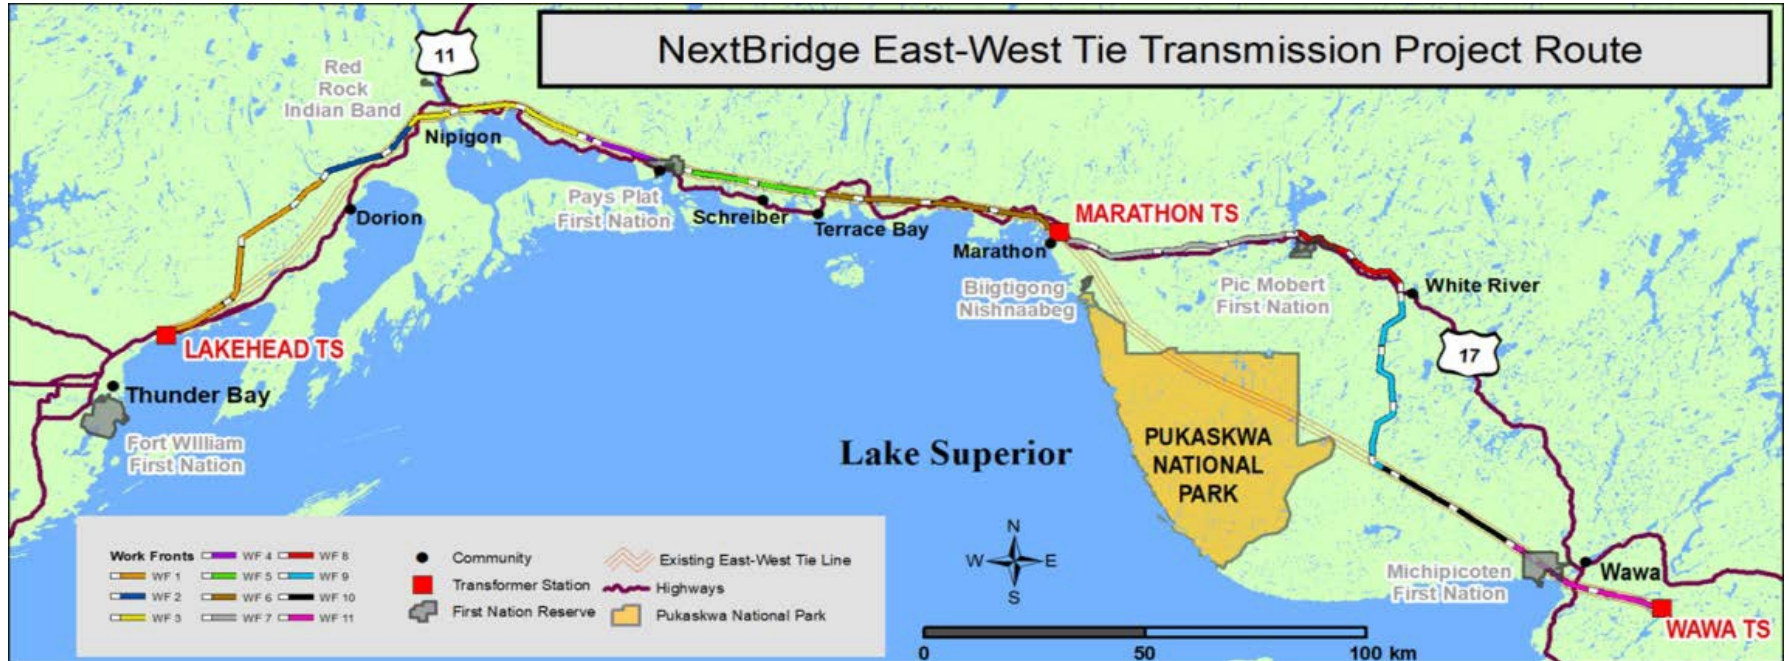 NextBridge East-West Tie Transmission Project Route
11
Red
Rock
Indian Band
Nipigon
Dorion
Pays Plat
First Nation
Schreiber
Terrace Bay
MARATHON TS
Marathon
Biigtigong
Nishnaabeg
Pic Mobert
First Nation
White River
17
LAKEHEAD TS
Thunder Bay
Fort William
First Nation
Lake Superior
PUKASKWA
NATIONAL
PARK
Michipicoten
First Nation
Wawa
WAWA TS
N
W E
S
0 50 100 km
Work Fronts
WF 1
WF 2
WF 3
WF 4
WF 5
WF 6
WF 7
WF 8
WF 9
WF 10
WF 11
Community
Transformer Station
First Nation Reserve
Existing East-West Tie Line
Highways
Pukaskwa National Park